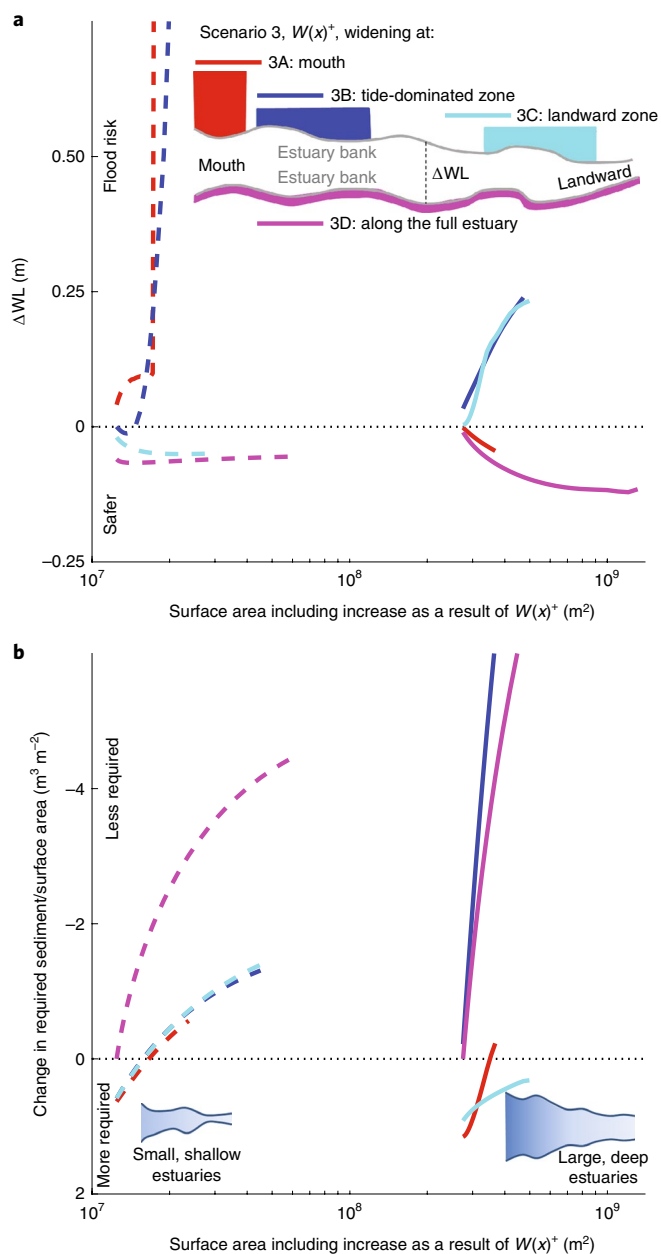 a
Scenario 3, W(x)⁺, widening at:
3A: mouth
3B: tide-dominated zone
3C: landward zone
Mouth
Estuary bank
Estuary bank
ΔWL
Landward
3D: along the full estuary
Flood risk
Safer
ΔWL (m)
0.50
0.25
0
−0.25
10⁷
10⁸
10⁹
Surface area including increase as a result of W(x)⁺ (m²)
b
Less required
More required
Change in required sediment/surface area (m³ m⁻²)
−4
−2
0
2
Small, shallow
estuaries
Large, deep
estuaries
10⁷
10⁸
10⁹
Surface area including increase as a result of W(x)⁺ (m²)